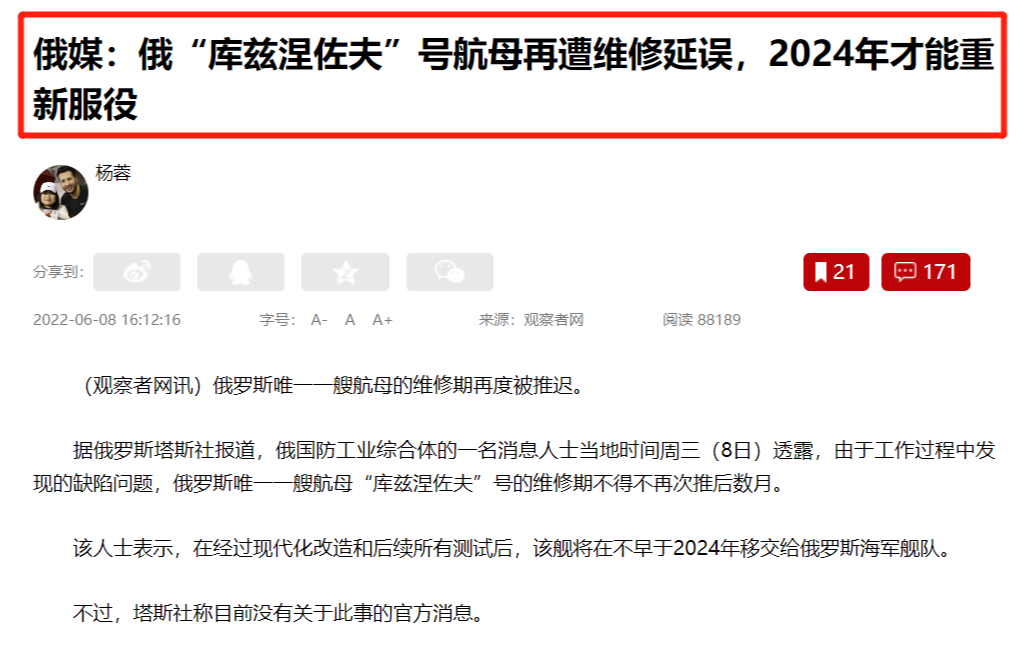 俄媒：俄“库兹涅佐夫”号航母再遭维修延误，2024年才能重
新服役
杨蓉
分享到:
21
171
2022-06-08 16:12:16
字号： A- A A+
来源：观察者网
阅读 88189
（观察者网讯）俄罗斯唯一一艘航母的维修期再度被推迟。
据俄罗斯塔斯社报道，俄国防工业综合体的一名消息人士当地时间周三（8日）透露，由于工作过程中发
现的缺陷问题，俄罗斯唯一一艘航母“库兹涅佐夫”号的维修期不得不再次推后数月。
该人士表示，在经过现代化改造和后续所有测试后，该舰将在不早于2024年移交给俄罗斯海军舰队。
不过，塔斯社称目前没有关于此事的官方消息。